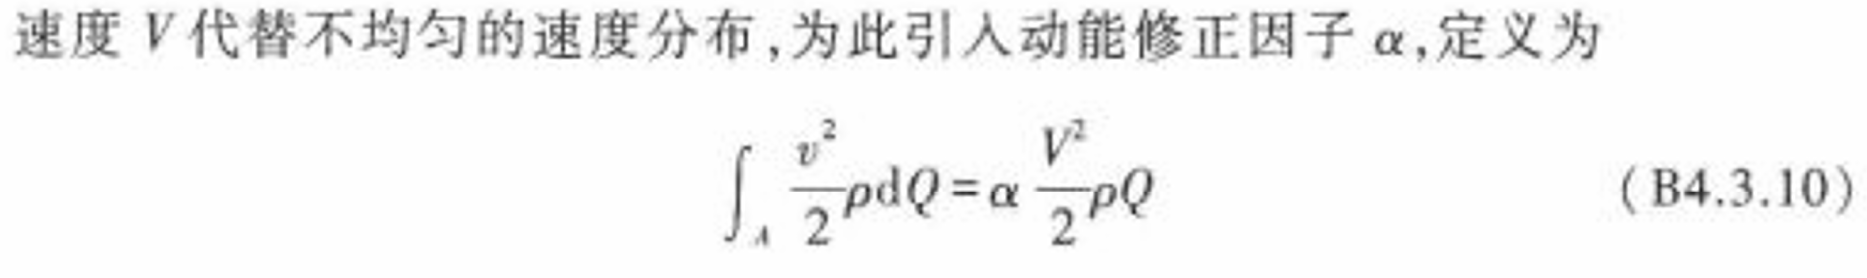 速度 V 代替不均匀的速度分布,为此引入动能修正因子 α,定义为
∫_A v²/2 ρdQ = α V²/2 ρQ (B4.3.10)